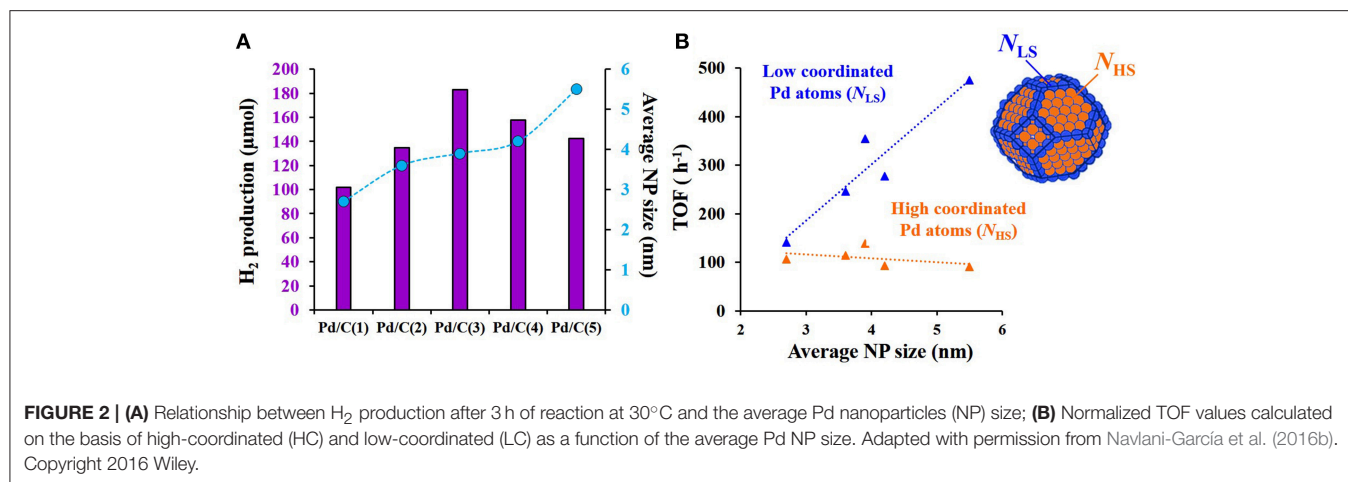 A
H2 production (µmol)
200
180
160
140
120
100
80
60
40
20
0
Pd/C(1) Pd/C(2) Pd/C(3) Pd/C(4) Pd/C(5)
6
5
4
3
2
1
0
Average NP size (nm)
B
TOF ( h-1)
500
400
300
200
100
0
2 3 4 5 6
Average NP size (nm)
Low coordinated
Pd atoms (NLS)
High coordinated
Pd atoms (NHS)
NLS
NHS
FIGURE 2 | (A) Relationship between H2 production after 3 h of reaction at 30°C and the average Pd nanoparticles (NP) size; (B) Normalized TOF values calculated
on the basis of high-coordinated (HC) and low-coordinated (LC) as a function of the average Pd NP size. Adapted with permission from Navlani-García et al. (2016b).
Copyright 2016 Wiley.